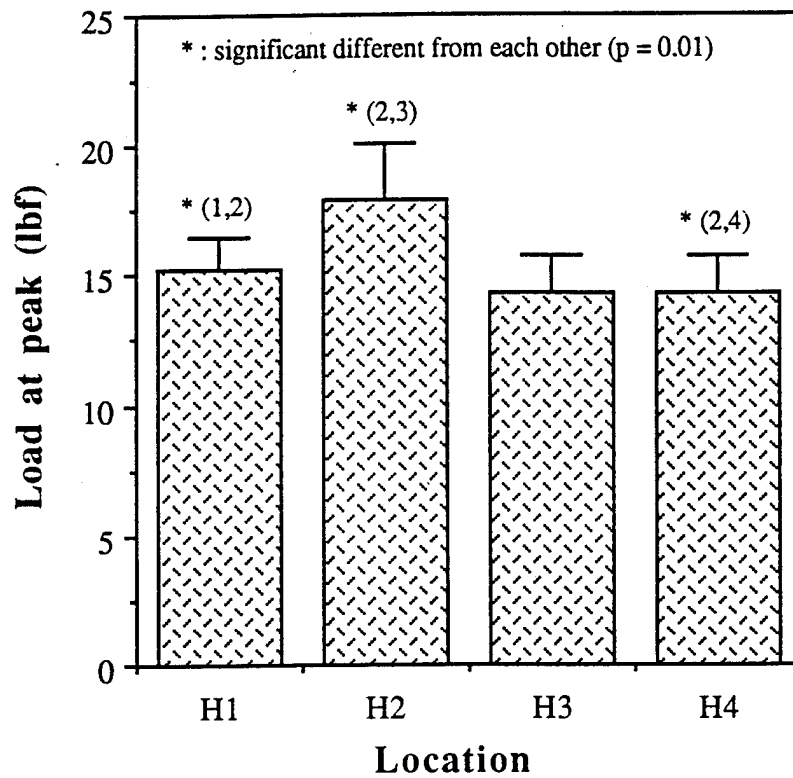 25
* : significant different from each other (p = 0.01)
* (2,3)
20
* (1,2)
* (2,4)
15
10
5
0
Load at peak (lbf)
H1 H2 H3 H4
Location